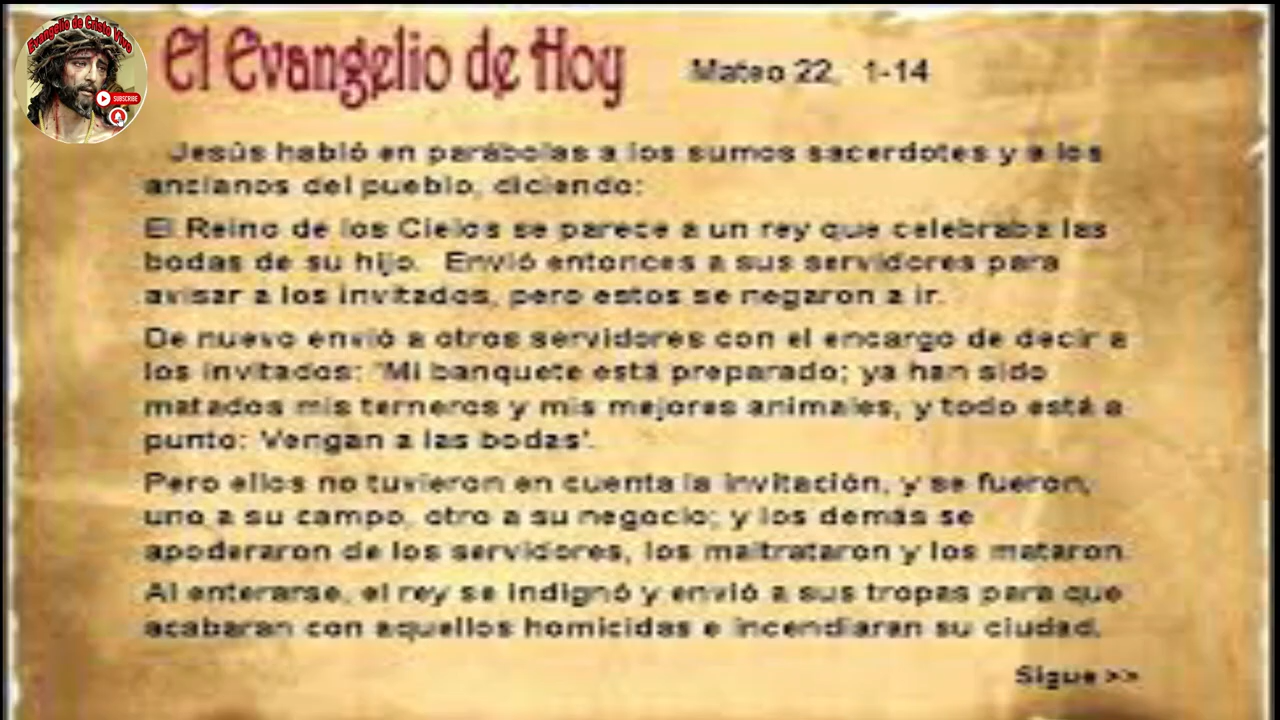 Evangelio de Cristo Vivo
SUBSCRIBE
El Evangelio de Hoy
Mateo 22, 1-14
Jesús habló en parábolas a los sumos sacerdotes y a los
ancianos del pueblo, diciendo:
El Reino de los Cielos se parece a un rey que celebraba las
bodas de su hijo. Envió entonces a sus servidores para
avisar a los invitados, pero estos se negaron a ir.
De nuevo envió a otros servidores con el encargo de decir a
los invitados: 'Mi banquete está preparado; ya han sido
matados mis terneros y mis mejores animales, y todo está a
punto: Vengan a las bodas'.
Pero ellos no tuvieron en cuenta la invitación, y se fueron,
uno a su campo, otro a su negocio; y los demás se
apoderaron de los servidores, los maltrataron y los mataron.
Al enterarse, el rey se indignó y envió a sus tropas para que
acabaran con aquellos homicidas e incendiaran su ciudad.
Sigue >>